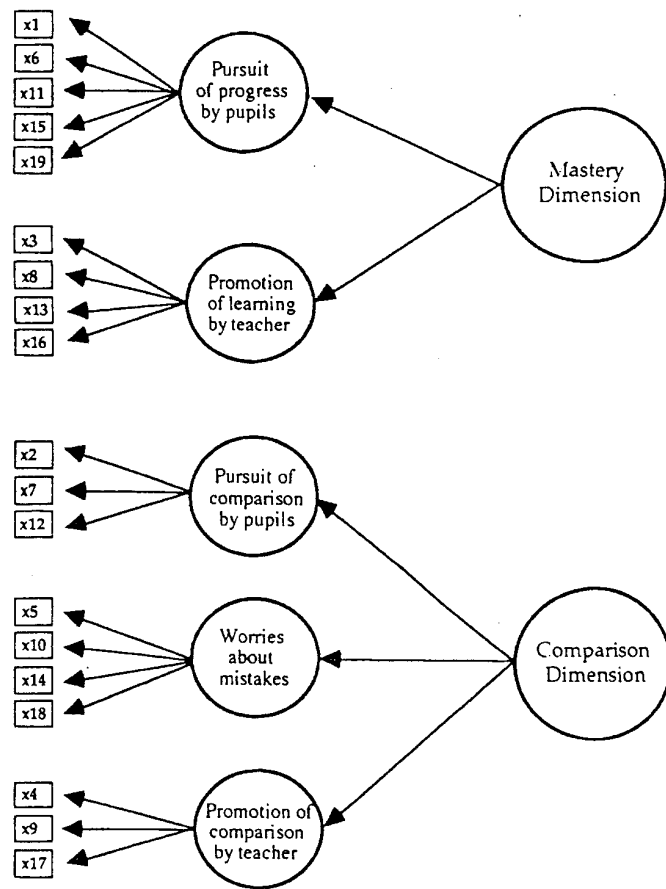 x1
x6
x11
x15
x19
Pursuit
of progress
by pupils
Mastery
Dimension
x3
x8
x13
x16
Promotion
of learning
by teacher
x2
x7
x12
Pursuit of
comparison
by pupils
x5
x10
x14
x18
Worries
about
mistakes
Comparison
Dimension
x4
x9
x17
Promotion of
comparison
by teacher